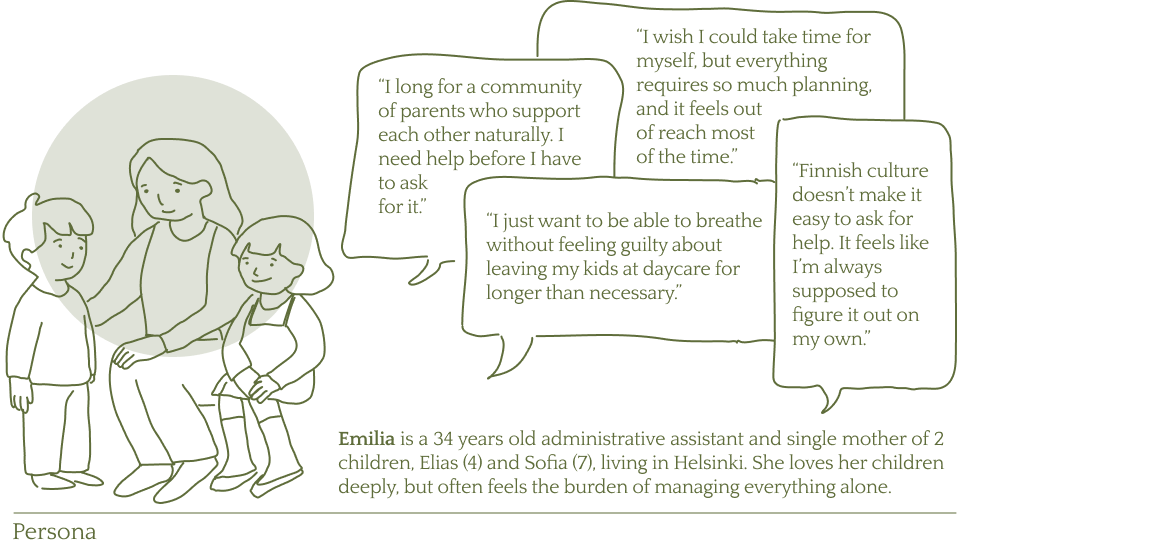 “I long for a community
of parents who support
each other naturally. I
need help before I have
to ask
for it.”
“I wish I could take time for
myself, but everything
requires so much planning,
and it feels out
of reach most
of the time.”
“I just want to be able to breathe
without feeling guilty about
leaving my kids at daycare for
longer than necessary.”
“Finnish culture
doesn’t make it
easy to ask for
help. It feels like
I’m always
supposed to
figure it out on
my own.”
Emilia is a 34 years old administrative assistant and single mother of 2
children, Elias (4) and Sofia (7), living in Helsinki. She loves her children
deeply, but often feels the burden of managing everything alone.
Persona